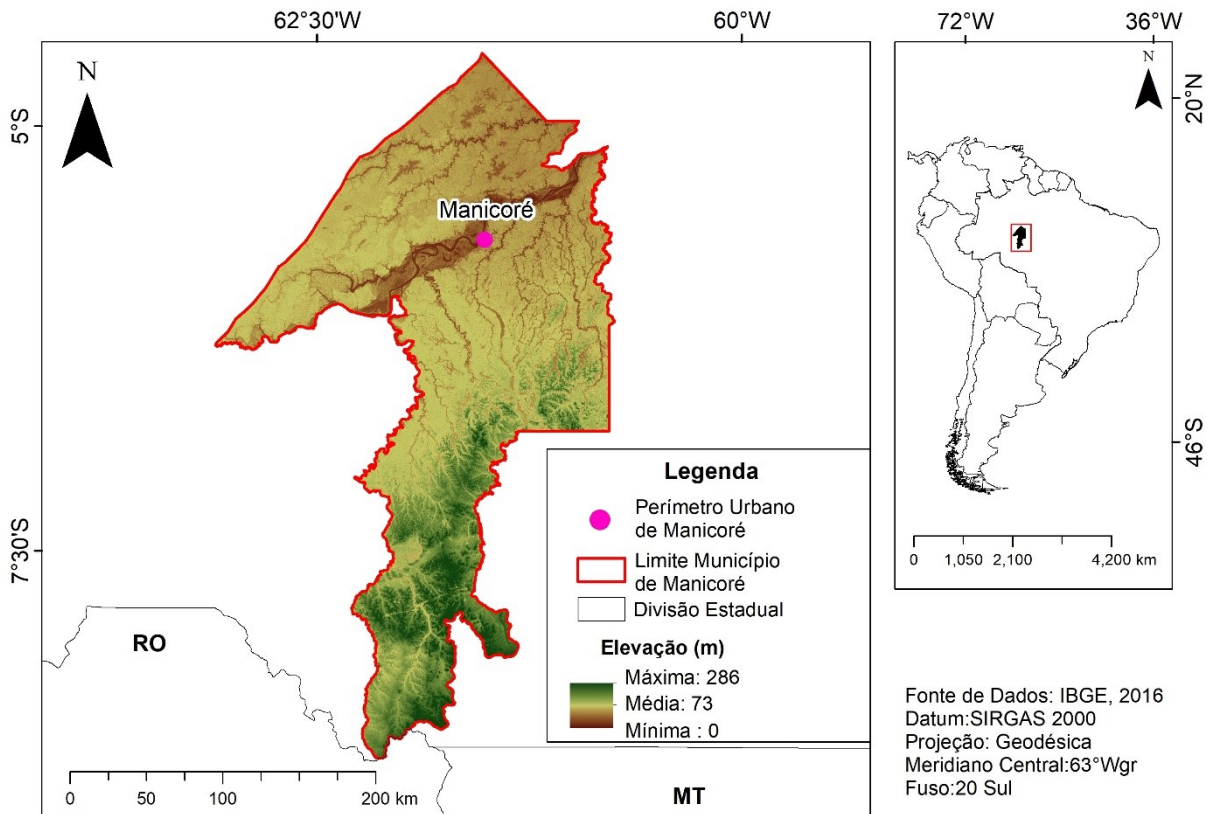 62°30'W
60°W
N
5°S
7°30'S
Manicoré
RO
MT
0 50 100 200 km
Legenda
Perímetro Urbano
de Manicoré
Limite Município
de Manicoré
Divisão Estadual
Elevação (m)
Máxima: 286
Média: 73
Mínima : 0
72°W
36°W
N
20°N
46°S
0 1,050 2,100 4,200 km
Fonte de Dados: IBGE, 2016
Datum:SIRGAS 2000
Projeção: Geodésica
Meridiano Central:63°Wgr
Fuso:20 Sul